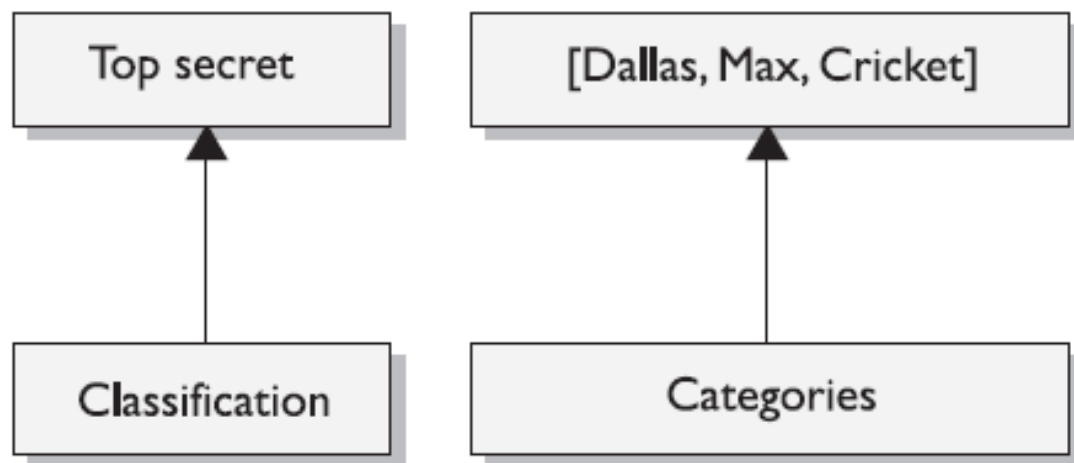 Top secret
[Dallas, Max, Cricket]
Classification
Categories